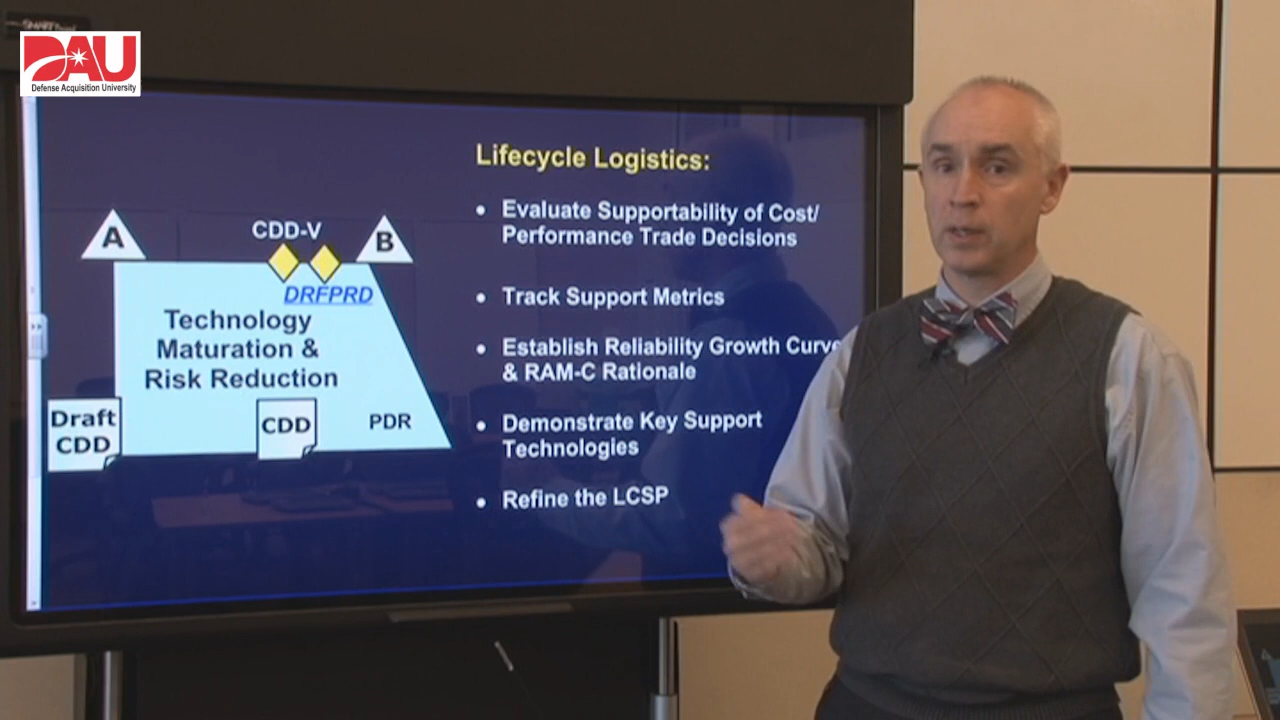 DAU
Defense Acquisition University
Lifecycle Logistics:
• Evaluate Supportability of Cost/
Performance Trade Decisions
• Track Support Metrics
• Establish Reliability Growth Curve
& RAM-C Rationale
• Demonstrate Key Support
Technologies
• Refine the LCSP
A
CDD-V
B
DRFPRD
Technology
Maturation &
Risk Reduction
Draft
CDD
CDD
PDR